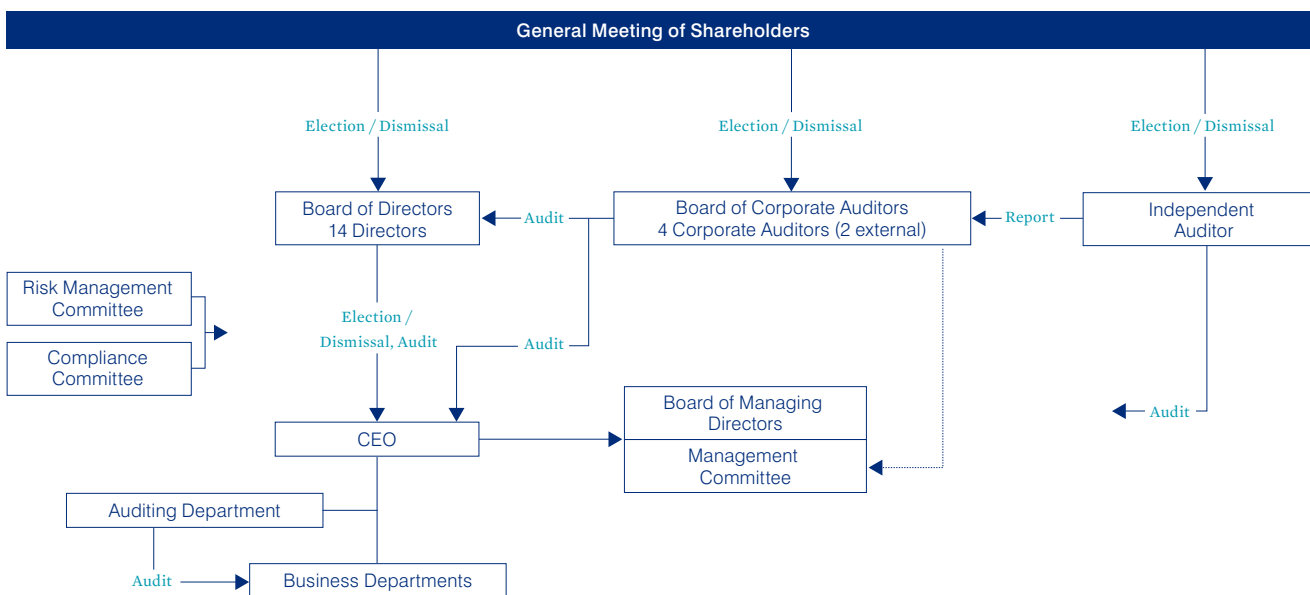 General Meeting of Shareholders
Election / Dismissal
Election / Dismissal
Election / Dismissal
Board of Directors
14 Directors
Audit
Board of Corporate Auditors
4 Corporate Auditors (2 external)
Report
Independent
Auditor
Risk Management
Committee
Compliance
Committee
Election /
Dismissal, Audit
Audit
Audit
CEO
Board of Managing
Directors
Management
Committee
Auditing Department
Audit
Business Departments